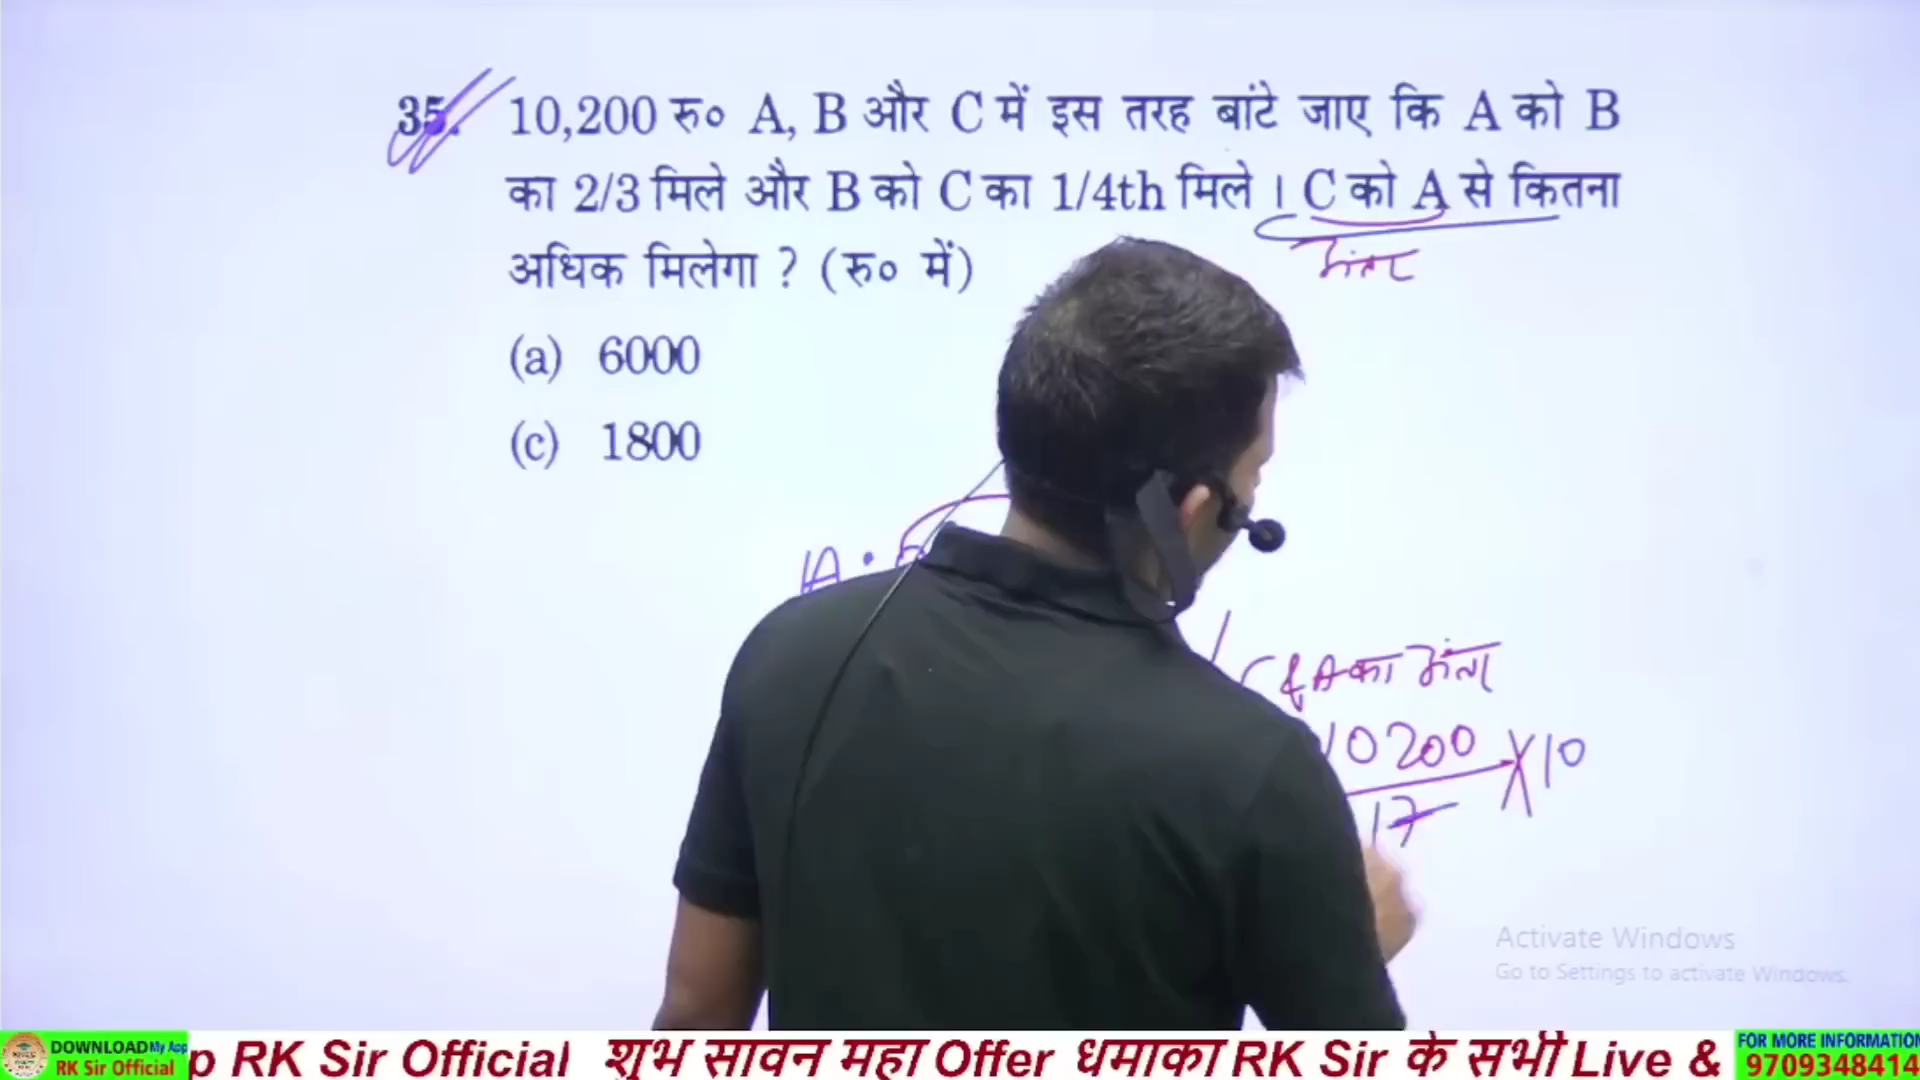 35. 10,200 रु० A, B और C में इस तरह बांटे जाए कि A को B
का 2/3 मिले और B को C का 1/4th मिले । C को A से कितना
अधिक मिलेगा ? (रु० में)
अंतर
(a) 6000
(c) 1800
A :
C & A का अंतर
10200 × 10
17
Activate Windows
Go to Settings to activate Windows.
DOWNLOAD My App
RK Sir Official
p RK Sir Official शुभ सावन महा Offer धमाका RK Sir के सभी Live &
FOR MORE INFORMATION
9709348414